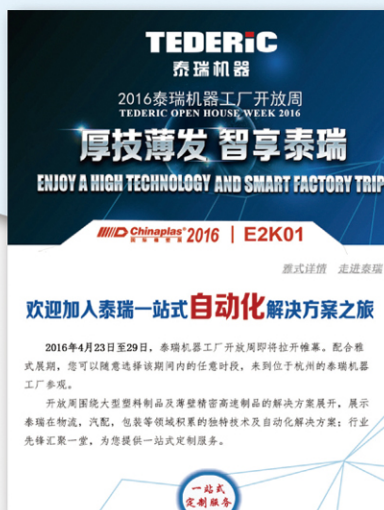 TEDERIC
泰瑞机器
2016泰瑞机器工厂开放周
TEDERIC OPEN HOUSE WEEK 2016
厚技薄发 智享泰瑞
ENJOY A HIGH TECHNOLOGY AND SMART FACTORY TRIP
Chinaplas® 2016 | E2K01
国际橡塑展
雅式详情 走进泰瑞
欢迎加入泰瑞一站式自动化解决方案之旅
2016年4月23日至29日，泰瑞机器工厂开放周即将拉开帷幕。配合雅
式展期，您可以随意选择该期间内的任意时段，来到位于杭州的泰瑞机器
工厂参观。
开放周围绕大型塑料制品及薄壁精密高速制品的解决方案展开，展示
泰瑞在物流，汽配，包装等领域积累的独特技术及自动化解决方案；行业
先锋汇聚一堂，为您提供一站式定制服务。
一站式
定制服务